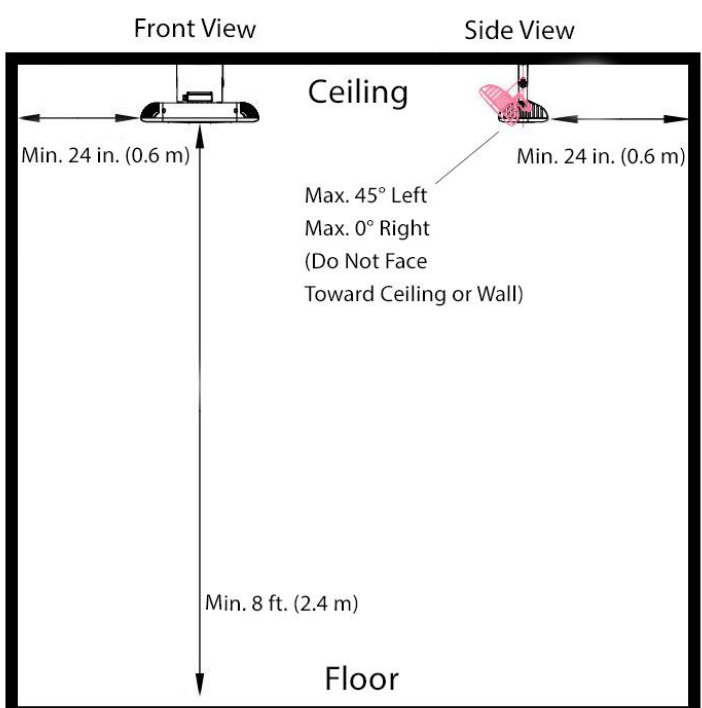 Front View
Side View
Ceiling
Min. 24 in. (0.6 m)
Min. 24 in. (0.6 m)
Max. 45° Left
Max. 0° Right
(Do Not Face
Toward Ceiling or Wall)
Min. 8 ft. (2.4 m)
Floor